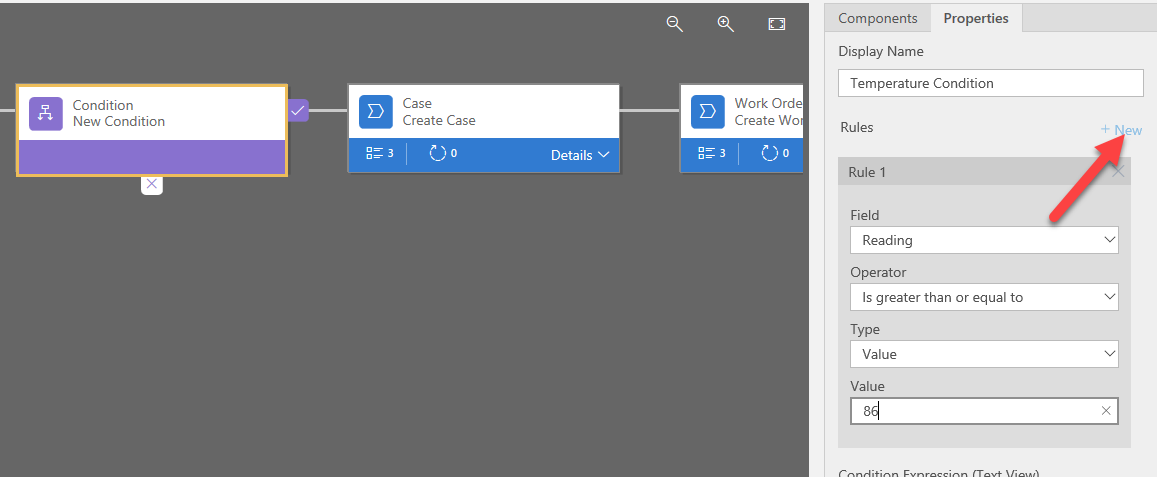 Components
Properties
Display Name
Temperature Condition
Condition
New Condition
Case
Create Case
3
0
Details
Work Orde
Create Wor
3
0
Rules
+ New
Rule 1
Field
Reading
Operator
Is greater than or equal to
Type
Value
Value
86
Condition Expression (Text View)